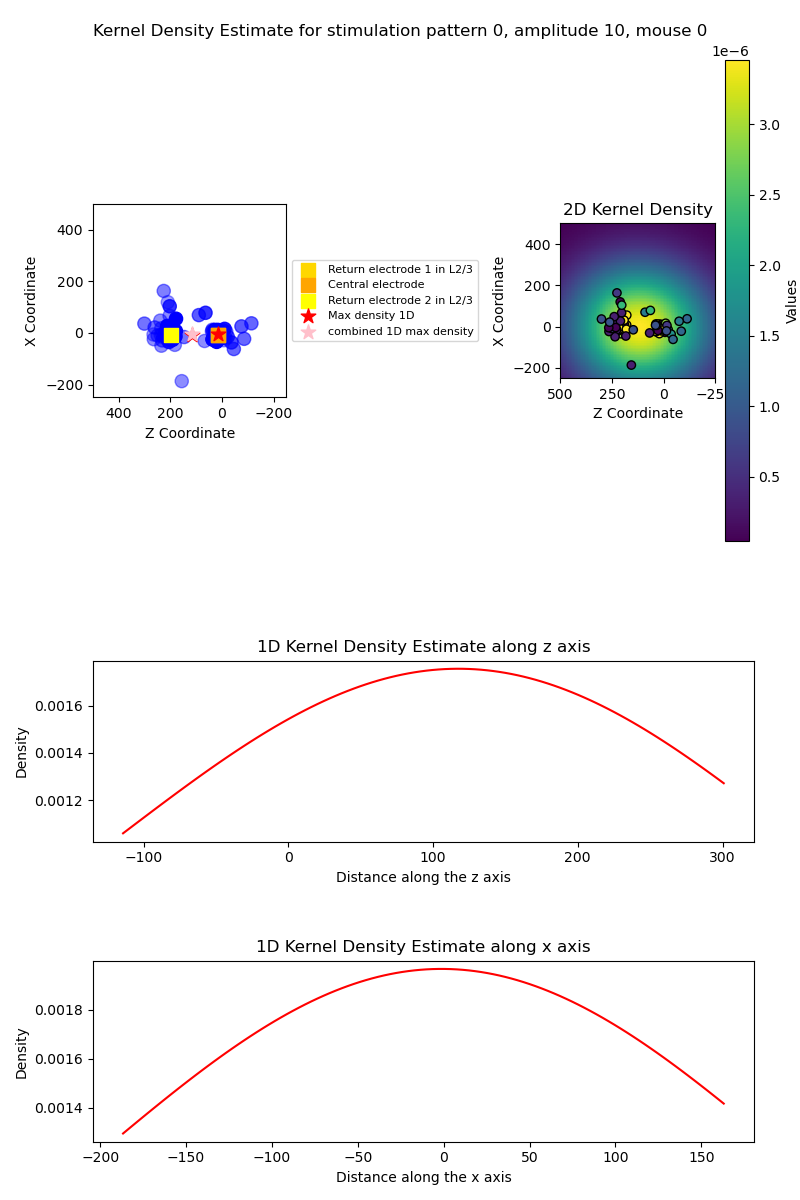 Kernel Density Estimate for stimulation pattern 0, amplitude 10, mouse 0
1e−6
400
200
0
−200
400
200
0
−200
X Coordinate
Z Coordinate
Return electrode 1 in L2/3
Central electrode
Return electrode 2 in L2/3
Max density 1D
combined 1D max density
2D Kernel Density
400
200
0
−200
500
250
0
−25
X Coordinate
Z Coordinate
3.0
2.5
2.0
1.5
1.0
0.5
Values
1D Kernel Density Estimate along z axis
0.0016
0.0014
0.0012
Density
−100
0
100
200
300
Distance along the z axis
1D Kernel Density Estimate along x axis
0.0018
0.0016
0.0014
Density
−200
−150
−100
−50
0
50
100
150
Distance along the x axis